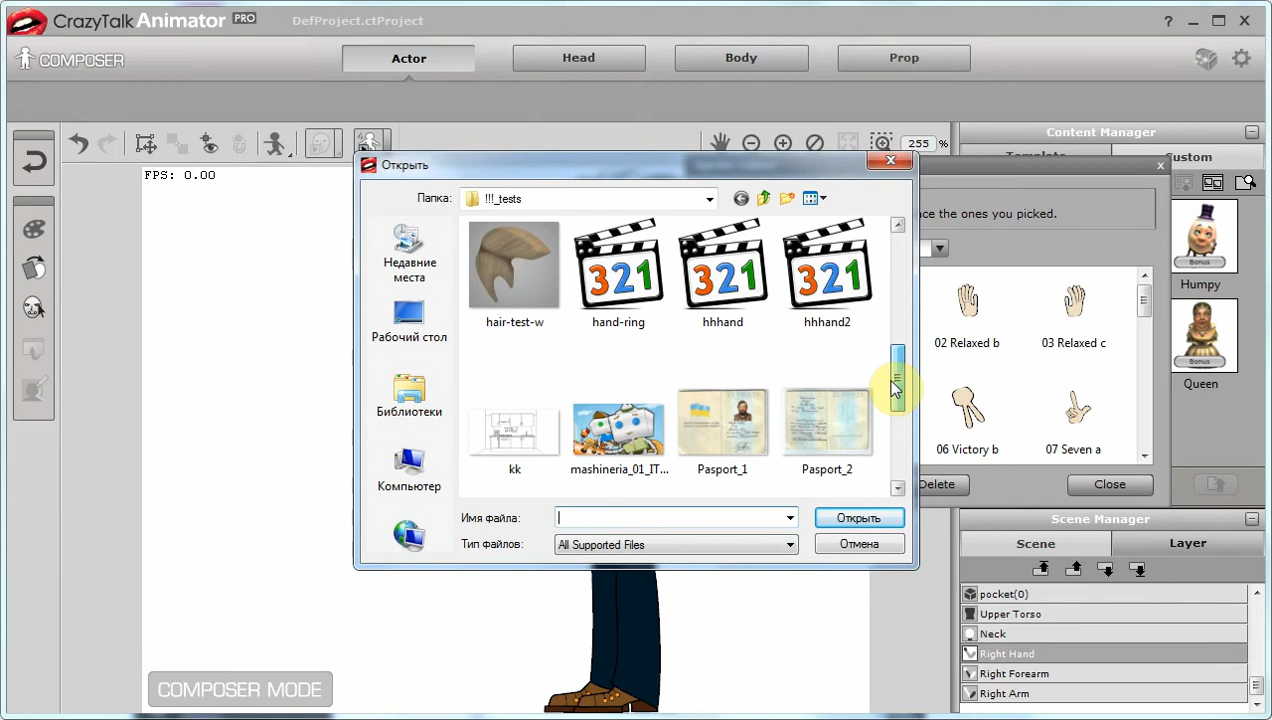 CrazyTalk Animator PRO
DefProject.ctProject
COMPOSER
Actor
Head
Body
Prop
255 %
FPS: 0.00
Открыть
Папка:
!!!_tests
Недавние места
Рабочий стол
Библиотеки
Компьютер
hair-test-w
hand-ring
hhhand
hhhand2
kk
mashineria_01_IT...
Pasport_1
Pasport_2
Имя файла:
Тип файлов:
All Supported Files
Открыть
Отмена
Content Manager
Custom
ace the ones you picked.
02 Relaxed b
03 Relaxed c
06 Victory b
07 Seven a
Delete
Close
Bonus
Humpy
Bonus
Queen
Scene Manager
Scene
Layer
pocket(0)
Upper Torso
Neck
Right Hand
Right Forearm
Right Arm
COMPOSER MODE